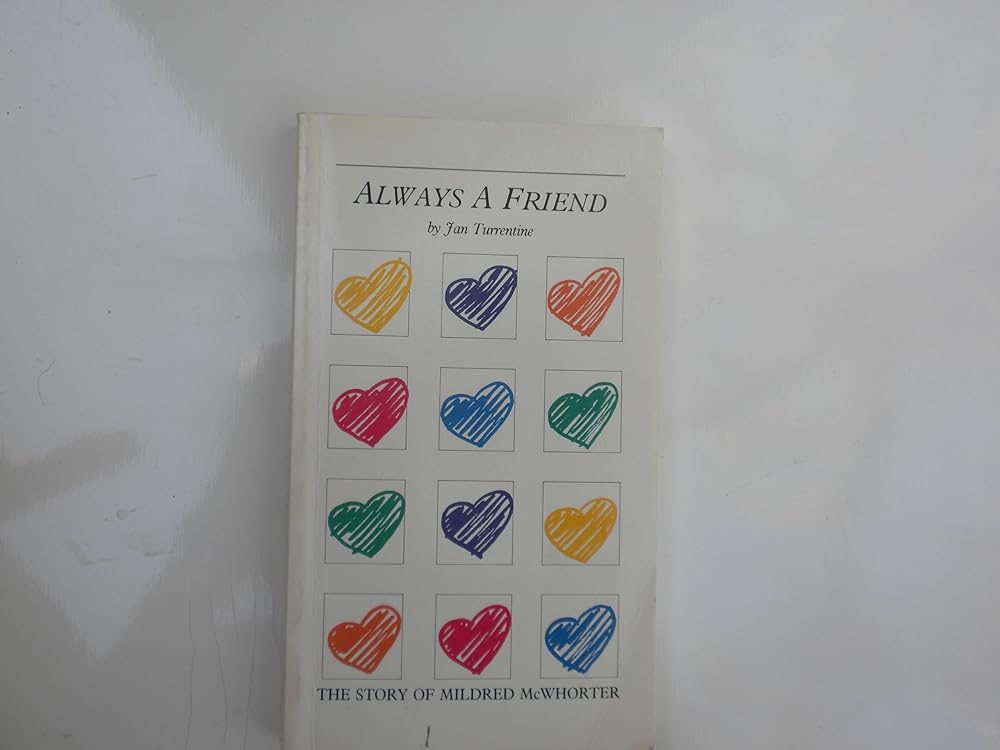 ALWAYS A FRIEND
by Jan Turrentine
THE STORY OF MILDRED McWHORTER